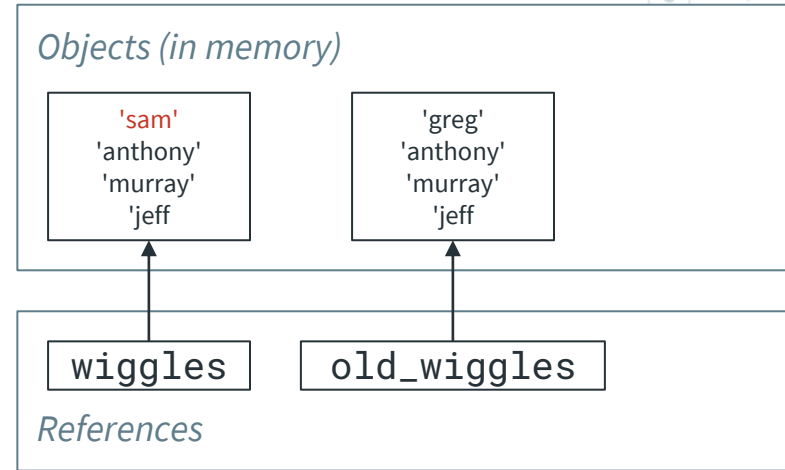 Objects (in memory)
'sam'
'anthony'
'murray'
'jeff
'greg'
'anthony'
'murray'
'jeff
wiggles
old_wiggles
References